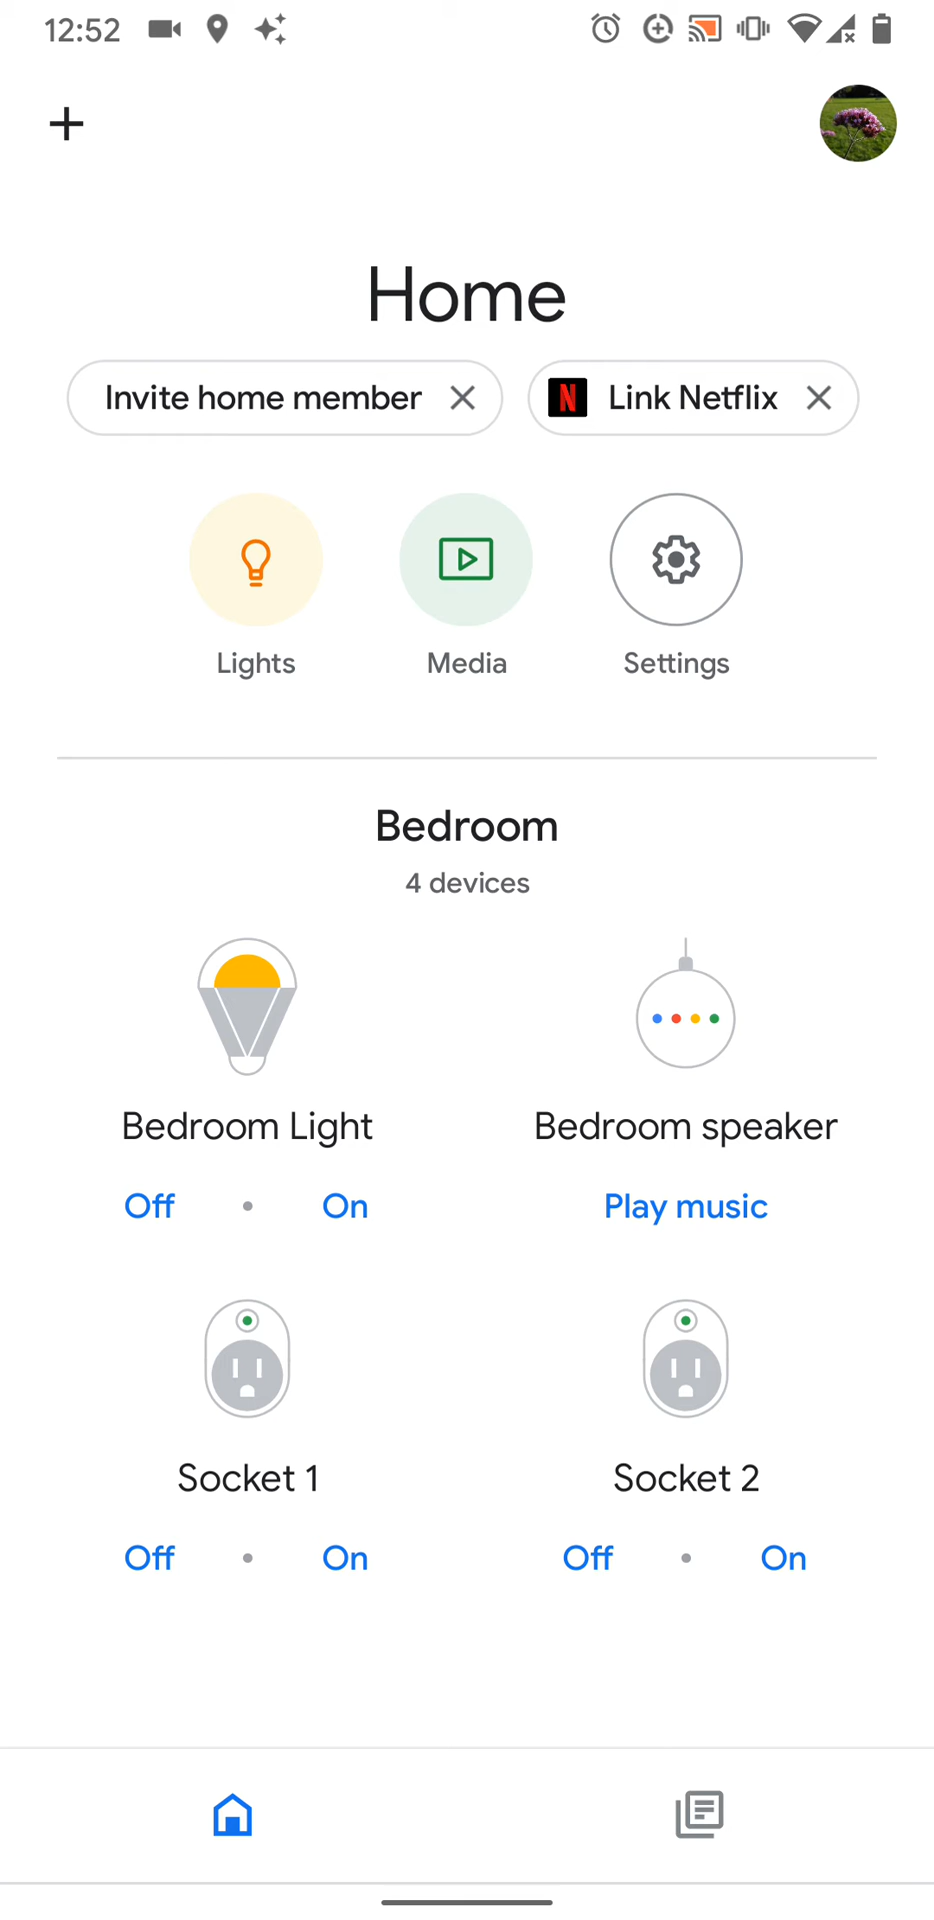 12:52
Home
Invite home member
Link Netflix
Lights
Media
Settings
Bedroom
4 devices
Bedroom Light
Bedroom speaker
Off • On
Play music
Socket 1
Socket 2
Off • On
Off • On